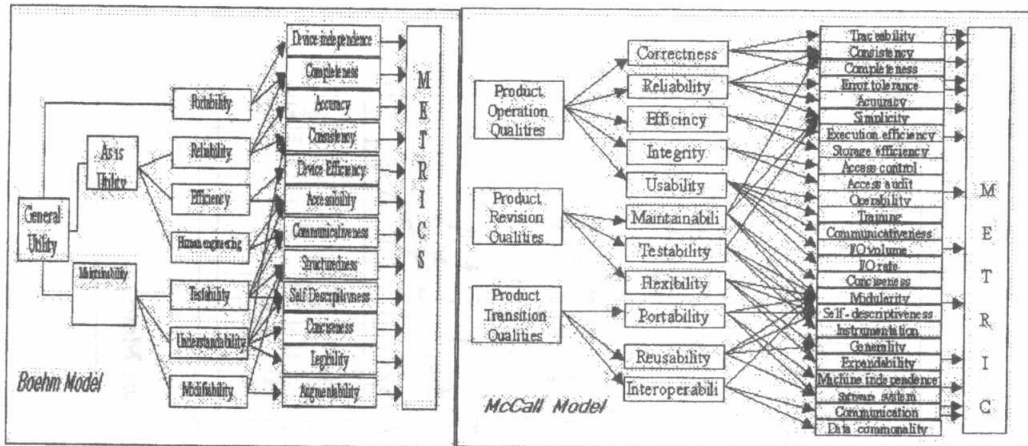 General
Utility
As is
Utility
Maintainability
Portability
Reliability
Efficiency
Human engineering
Testability
Understandability
Modifiability
Device-independence
Completeness
Accuracy
Consistency
Device-Efficiency
Accessibility
Communicativeness
Structuredness
Self Descriptivness
Conciseness
Legibility
Augmentability
M
E
T
R
I
C
S
Boehm Model
Product
Operation
Qualities
Product
Revision
Qualities
Product
Transition
Qualities
Correctness
Reliability
Efficincy
Integrity
Usability
Maintainabili
Testability
Flexibility
Portability
Reusability
Interoperabili
Traceability
Consistency
Completeness
Error tolerance
Accuracy
Simplicity
Execution efficiency
Storage efficiency
Access control
Access audit
Operability
Training
Communicativeness
I/O volume
I/O rate
Conciseness
Modularity
Self - descriptiveness
Instrumentation
Generality
Expandability
Machine independence
Software system
Communication
Data commonality
M
E
T
R
I
C
McCall Model